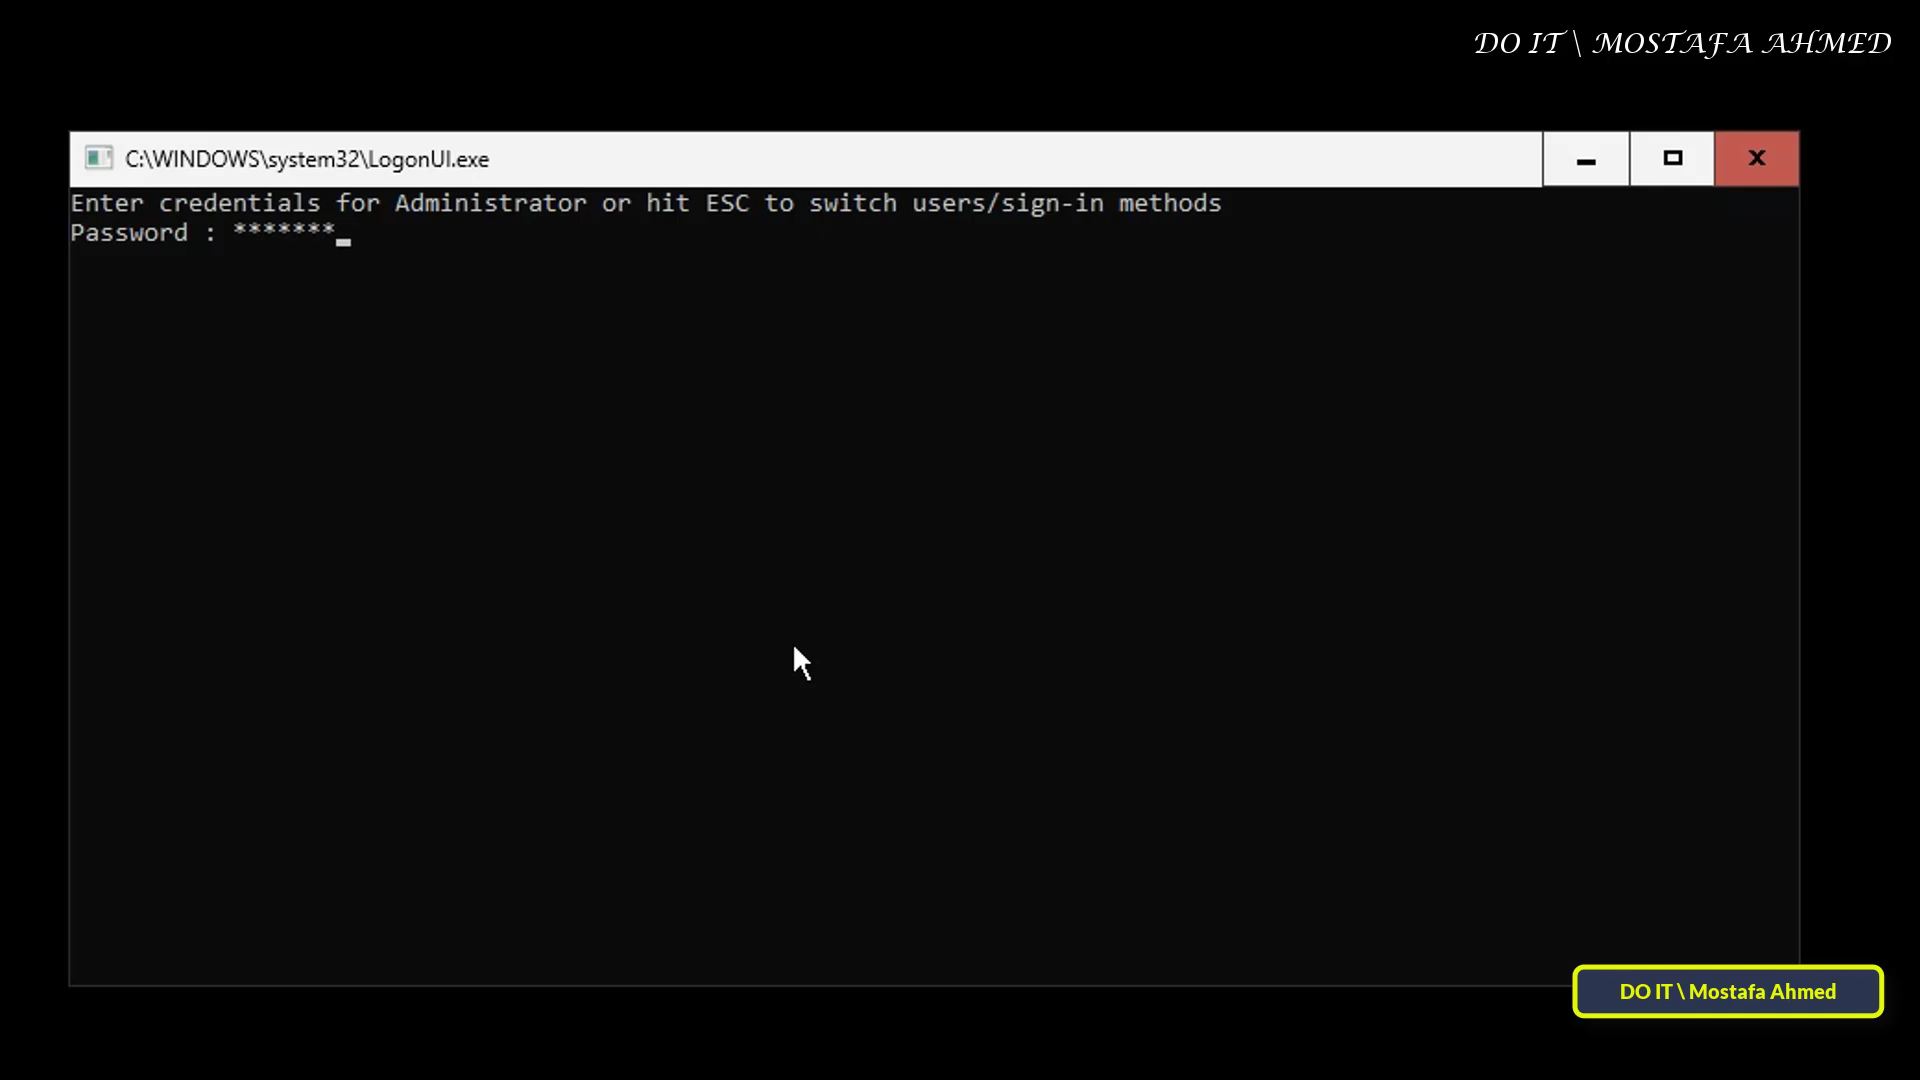 DO IT \ MOSTAFA AHMED
C:\WINDOWS\system32\LogonUI.exe
Enter credentials for Administrator or hit ESC to switch users/sign-in methods
Password : *******
DO IT \ Mostafa Ahmed